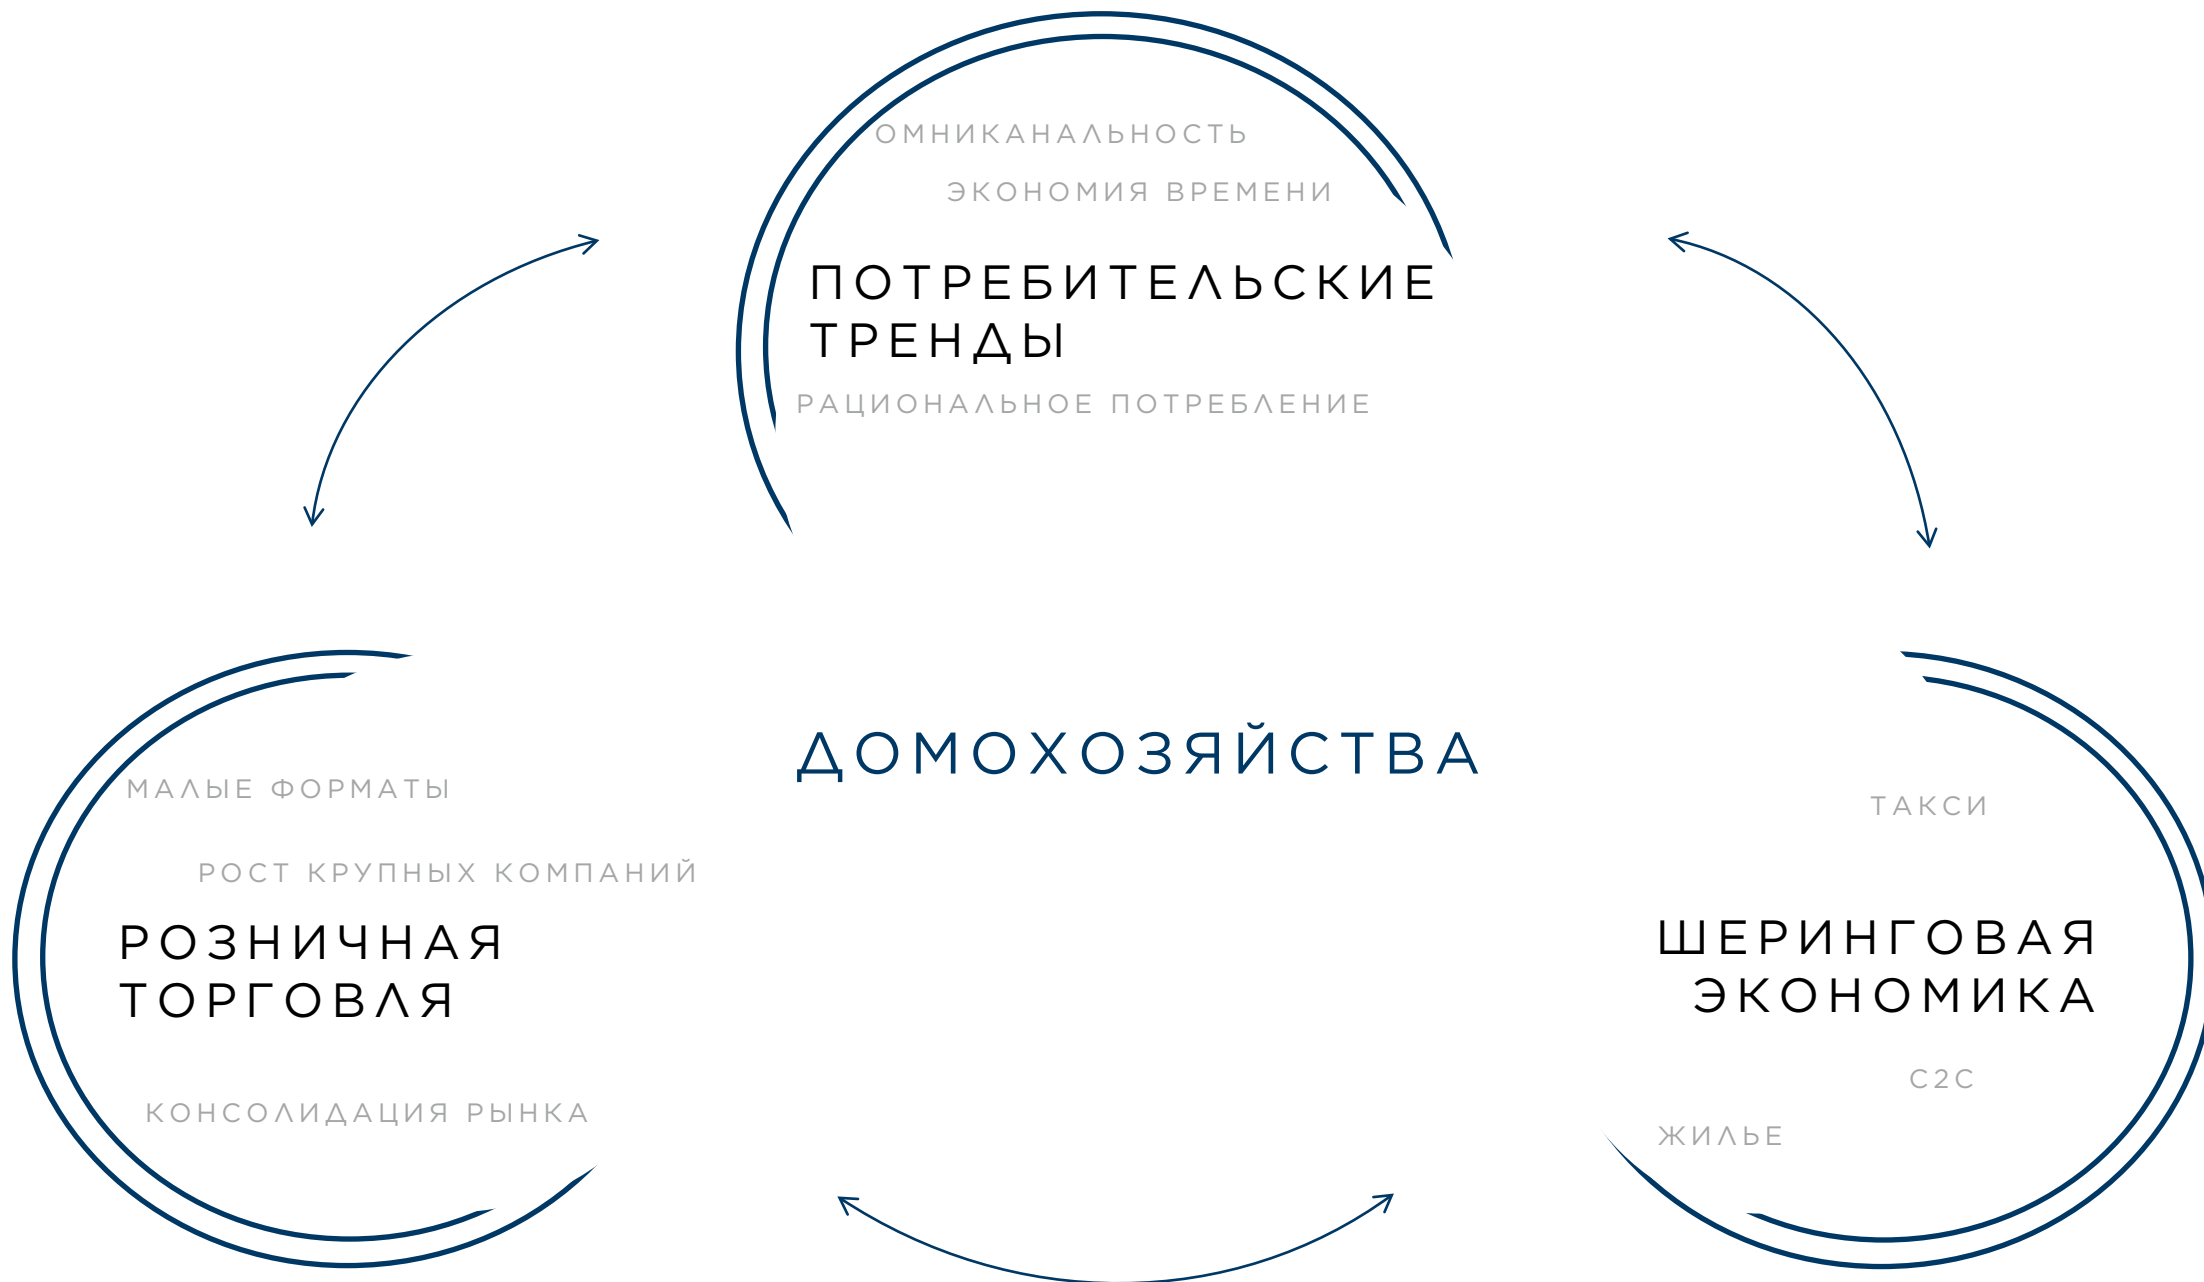 ОМНИКАНАЛЬНОСТЬ
ЭКОНОМИЯ ВРЕМЕНИ
ПОТРЕБИТЕЛЬСКИЕ
ТРЕНДЫ
РАЦИОНАЛЬНОЕ ПОТРЕБЛЕНИЕ
ДОМОХОЗЯЙСТВА
МАЛЫЕ ФОРМАТЫ
РОСТ КРУПНЫХ КОМПАНИЙ
РОЗНИЧНАЯ
ТОРГОВЛЯ
КОНСОЛИДАЦИЯ РЫНКА
ТАКСИ
ШЕРИНГОВАЯ
ЭКОНОМИКА
C2C
ЖИЛЬЕ